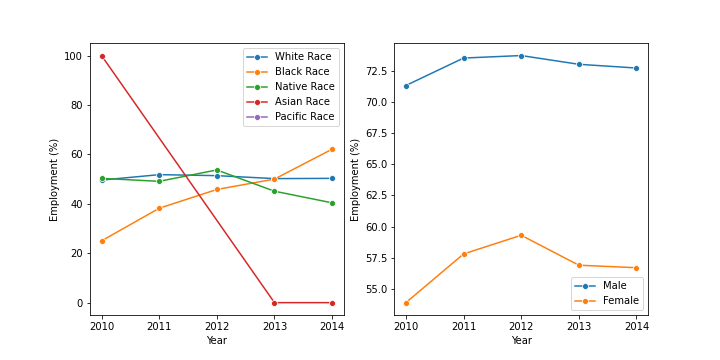 100
80
60
40
20
0
Employment (%)
2010 2011 2012 2013 2014
Year
White Race
Black Race
Native Race
Asian Race
Pacific Race
72.5
70.0
67.5
65.0
62.5
60.0
57.5
55.0
Employment (%)
2010 2011 2012 2013 2014
Year
Male
Female